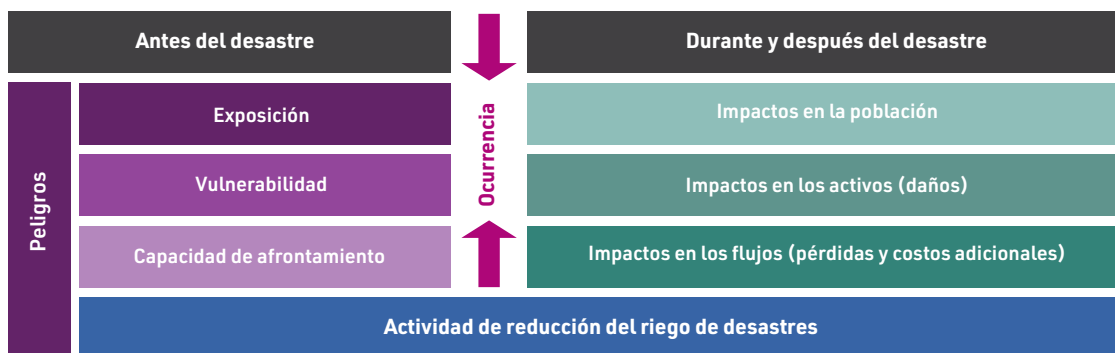 Antes del desastre
Durante y después del desastre
Peligros
Exposición
Vulnerabilidad
Capacidad de afrontamiento
Ocurrencia
Impactos en la población
Impactos en los activos (daños)
Impactos en los flujos (pérdidas y costos adicionales)
Actividad de reducción del riego de desastres